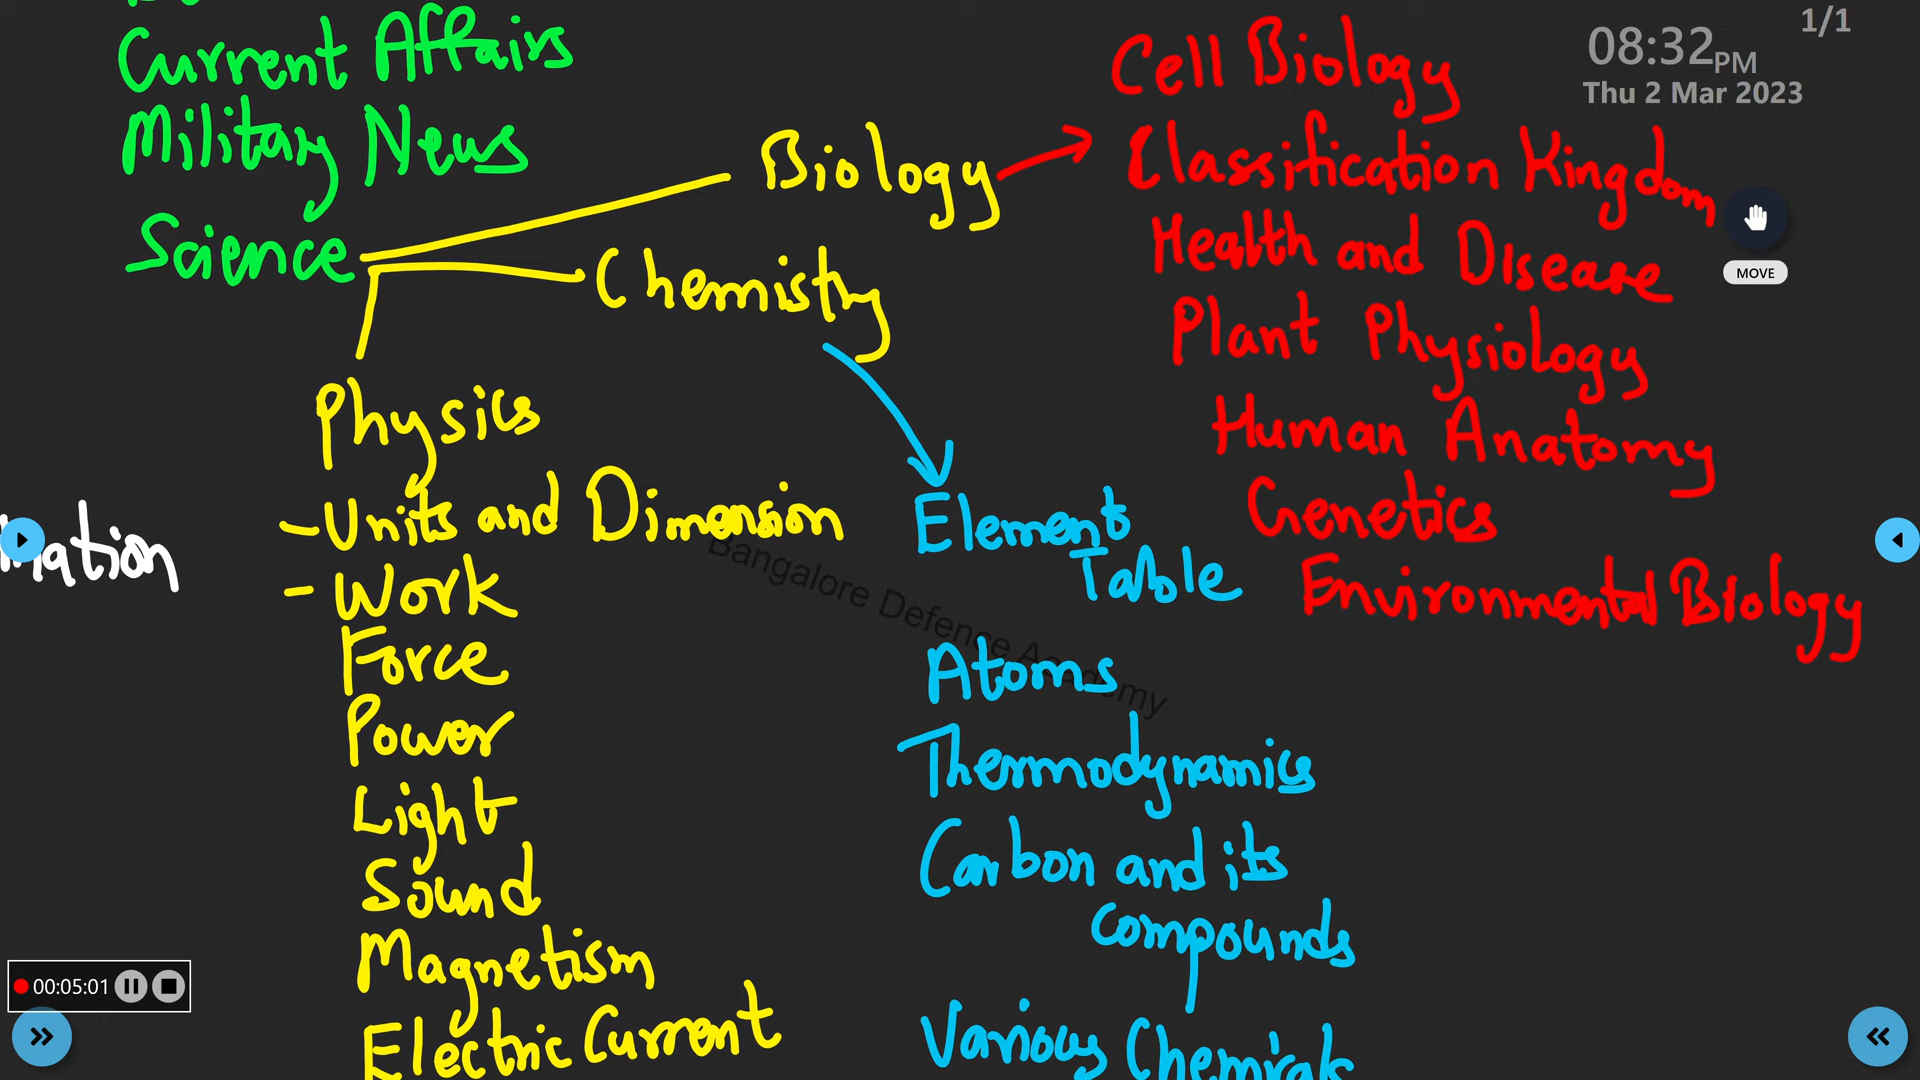 Current Affairs
Military News
Science
Biology
Chemistry
Physics
- Units and Dimension
- Work
Force
Power
Light
Sound
Magnetism
Electric Current
Element
Table
Atoms
Thermodynamics
Carbon and its
compounds
Various Chemicals
Cell Biology
Classification Kingdom
Health and Disease
Plant Physiology
Human Anatomy
Genetics
Environmental Biology
1/1
08:32 PM
Thu 2 Mar 2023
MOVE
Bangalore Defence Academy
00:05:01